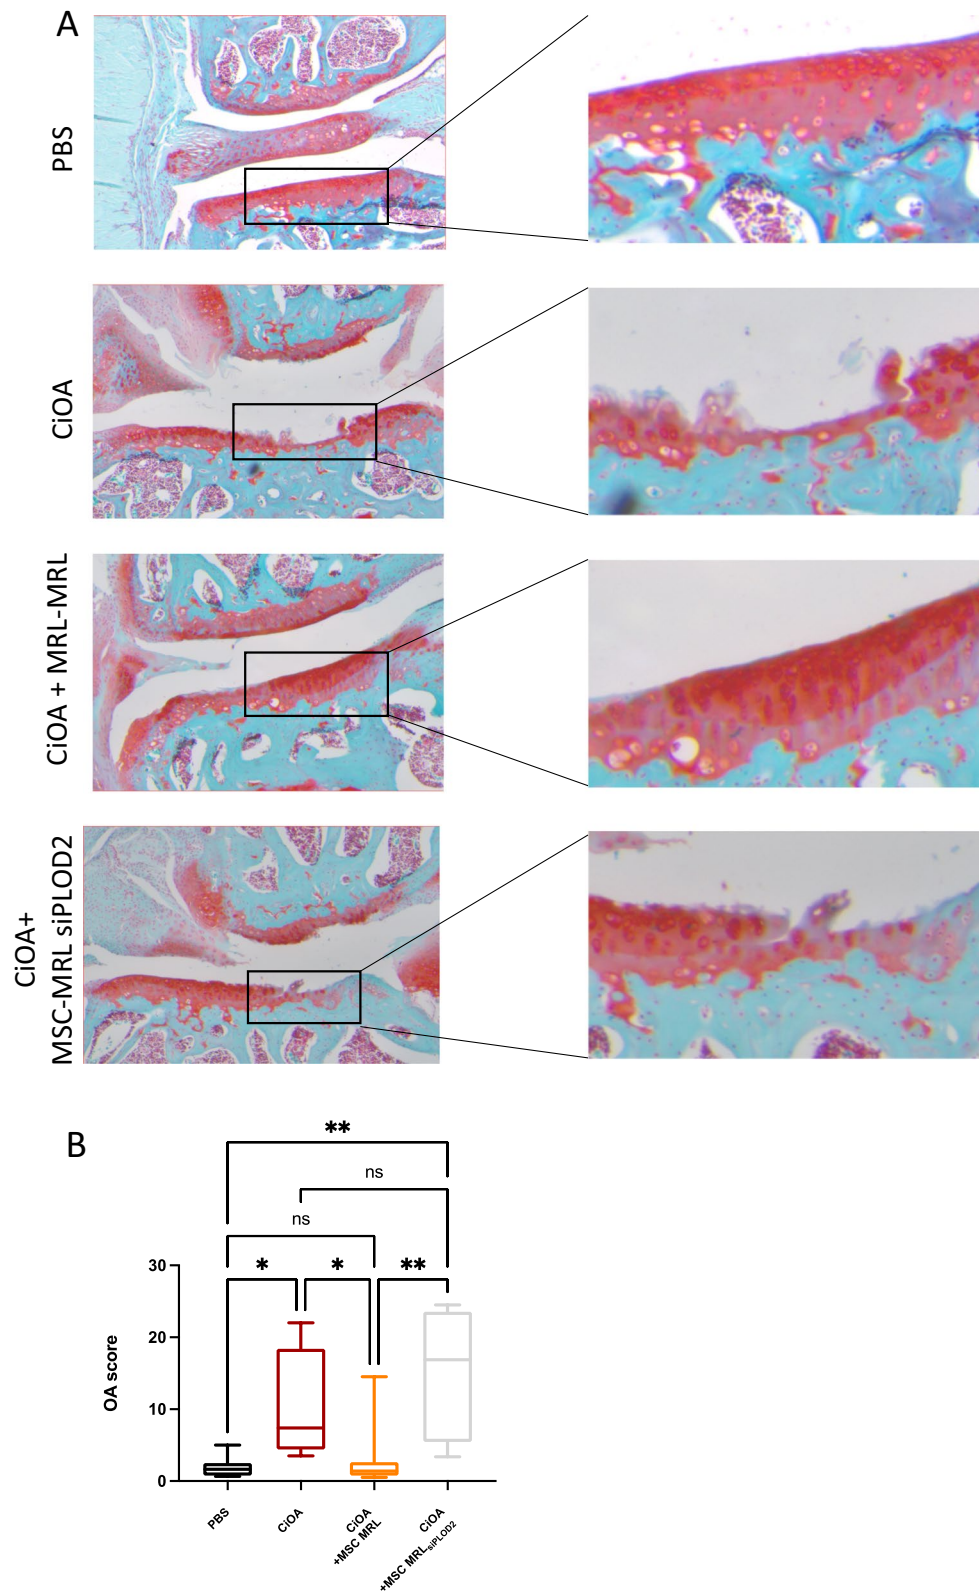 A
PBS
CiOA
CiOA + MRL-MRL
CiOA+
MSC-MRL siPLOD2
B
**
ns
ns
*
*
**
30
20
10
0
OA score
PBS
CiOA
CiOA
+MSC MRL
CiOA
+MSC MRLsiPLOD2